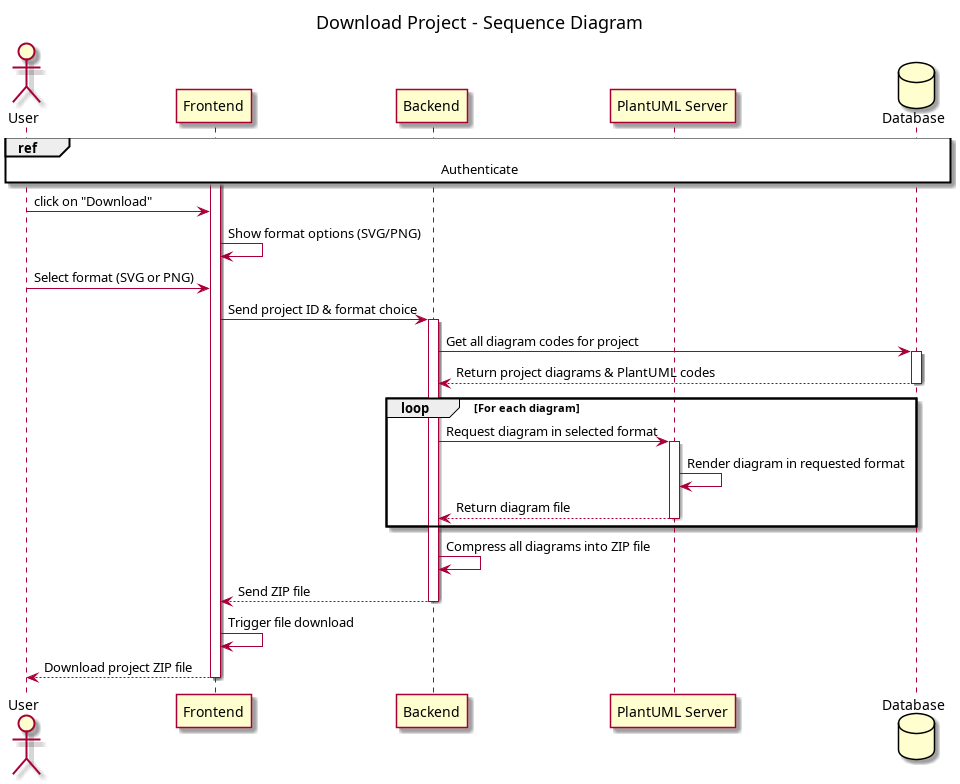 Download Project - Sequence Diagram
User
Frontend
Backend
PlantUML Server
Database
ref
Authenticate
click on "Download"
Show format options (SVG/PNG)
Select format (SVG or PNG)
Send project ID & format choice
Get all diagram codes for project
Return project diagrams & PlantUML codes
loop [For each diagram]
Request diagram in selected format
Render diagram in requested format
Return diagram file
Compress all diagrams into ZIP file
Send ZIP file
Trigger file download
Download project ZIP file
User
Frontend
Backend
PlantUML Server
Database